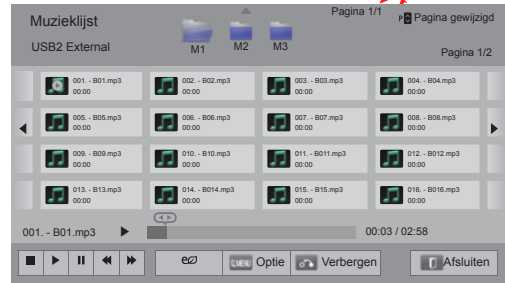 Muzieklijst
Pagina 1/1
P Pagina gewijzigd
USB2 External
M1 M2 M3
Pagina 1/2
001. - B01.mp3 00:00
002. - B02.mp3 00:00
003. - B03.mp3 00:00
004. - B04.mp3 00:00
005. - B05.mp3 00:00
006. - B06.mp3 00:00
007. - B07.mp3 00:00
008. - B08.mp3 00:00
009. - B09.mp3 00:00
010. - B10.mp3 00:00
011. - B011.mp3 00:00
012. - B012.mp3 00:00
013. - B13.mp3 00:00
014. - B014.mp3 00:00
015. - B15.mp3 00:00
016. - B016.mp3 00:00
001. - B01.mp3
00:03 / 02:58
Q.MENU Optie
Verbergen
Afsluiten